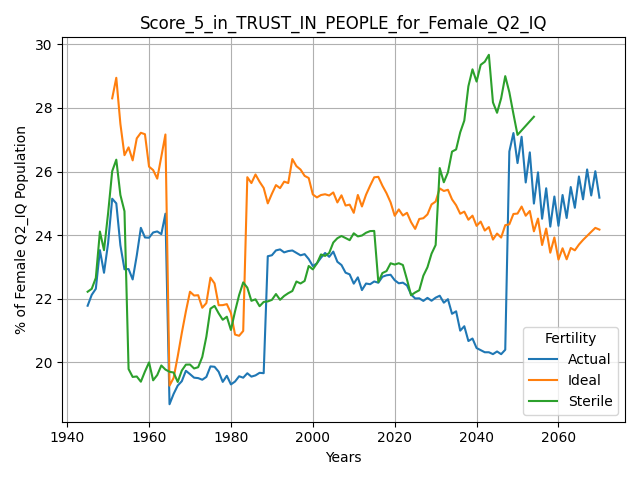 Score_5_in_TRUST_IN_PEOPLE_for_Female_Q2_IQ
% of Female Q2_IQ Population
30
28
26
24
22
20
1940
1960
1980
2000
2020
2040
2060
Years
Fertility
Actual
Ideal
Sterile